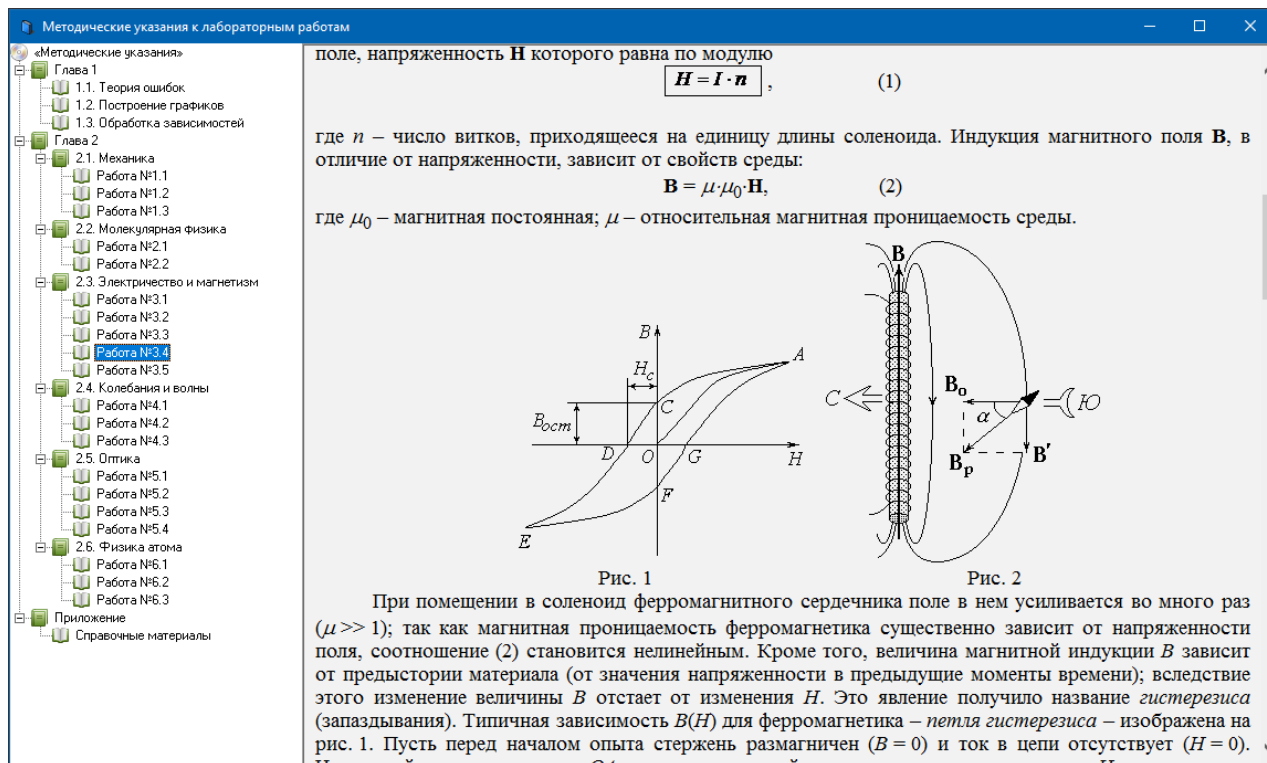 Методические указания к лабораторным работам
«Методические указания»
Глава 1
1.1. Теория ошибок
1.2. Построение графиков
1.3. Обработка зависимостей
Глава 2
2.1. Механика
Работа №1.1
Работа №1.2
Работа №1.3
2.2. Молекулярная физика
Работа №2.1
Работа №2.2
2.3. Электричество и магнетизм
Работа №3.1
Работа №3.2
Работа №3.3
Работа №3.4
Работа №3.5
2.4. Колебания и волны
Работа №4.1
Работа №4.2
Работа №4.3
2.5. Оптика
Работа №5.1
Работа №5.2
Работа №5.3
Работа №5.4
2.6. Физика атома
Работа №6.1
Работа №6.2
Работа №6.3
Приложение
Справочные материалы
поле, напряженность H которого равна по модулю
H = I · n , (1)
где n – число витков, приходящееся на единицу длины соленоида. Индукция магнитного поля B, в
отличие от напряженности, зависит от свойств среды:
B = μ·μ₀·H, (2)
где μ₀ – магнитная постоянная; μ – относительная магнитная проницаемость среды.
B
A
H_c
C
B_ост
D
O
G
H
F
E
B
С
B_o
α
Ю
B_p
B′
Рис. 1
Рис. 2
При помещении в соленоид ферромагнитного сердечника поле в нем усиливается во много раз
(μ >> 1); так как магнитная проницаемость ферромагнетика существенно зависит от напряженности
поля, соотношение (2) становится нелинейным. Кроме того, величина магнитной индукции B зависит
от предыстории материала (от значения напряженности в предыдущие моменты времени); вследствие
этого изменение величины B отстает от изменения H. Это явление получило название гистерезиса
(запаздывания). Типичная зависимость B(H) для ферромагнетика – петля гистерезиса – изображена на
рис. 1. Пусть перед началом опыта стержень размагничен (B = 0) и ток в цепи отсутствует (H = 0).